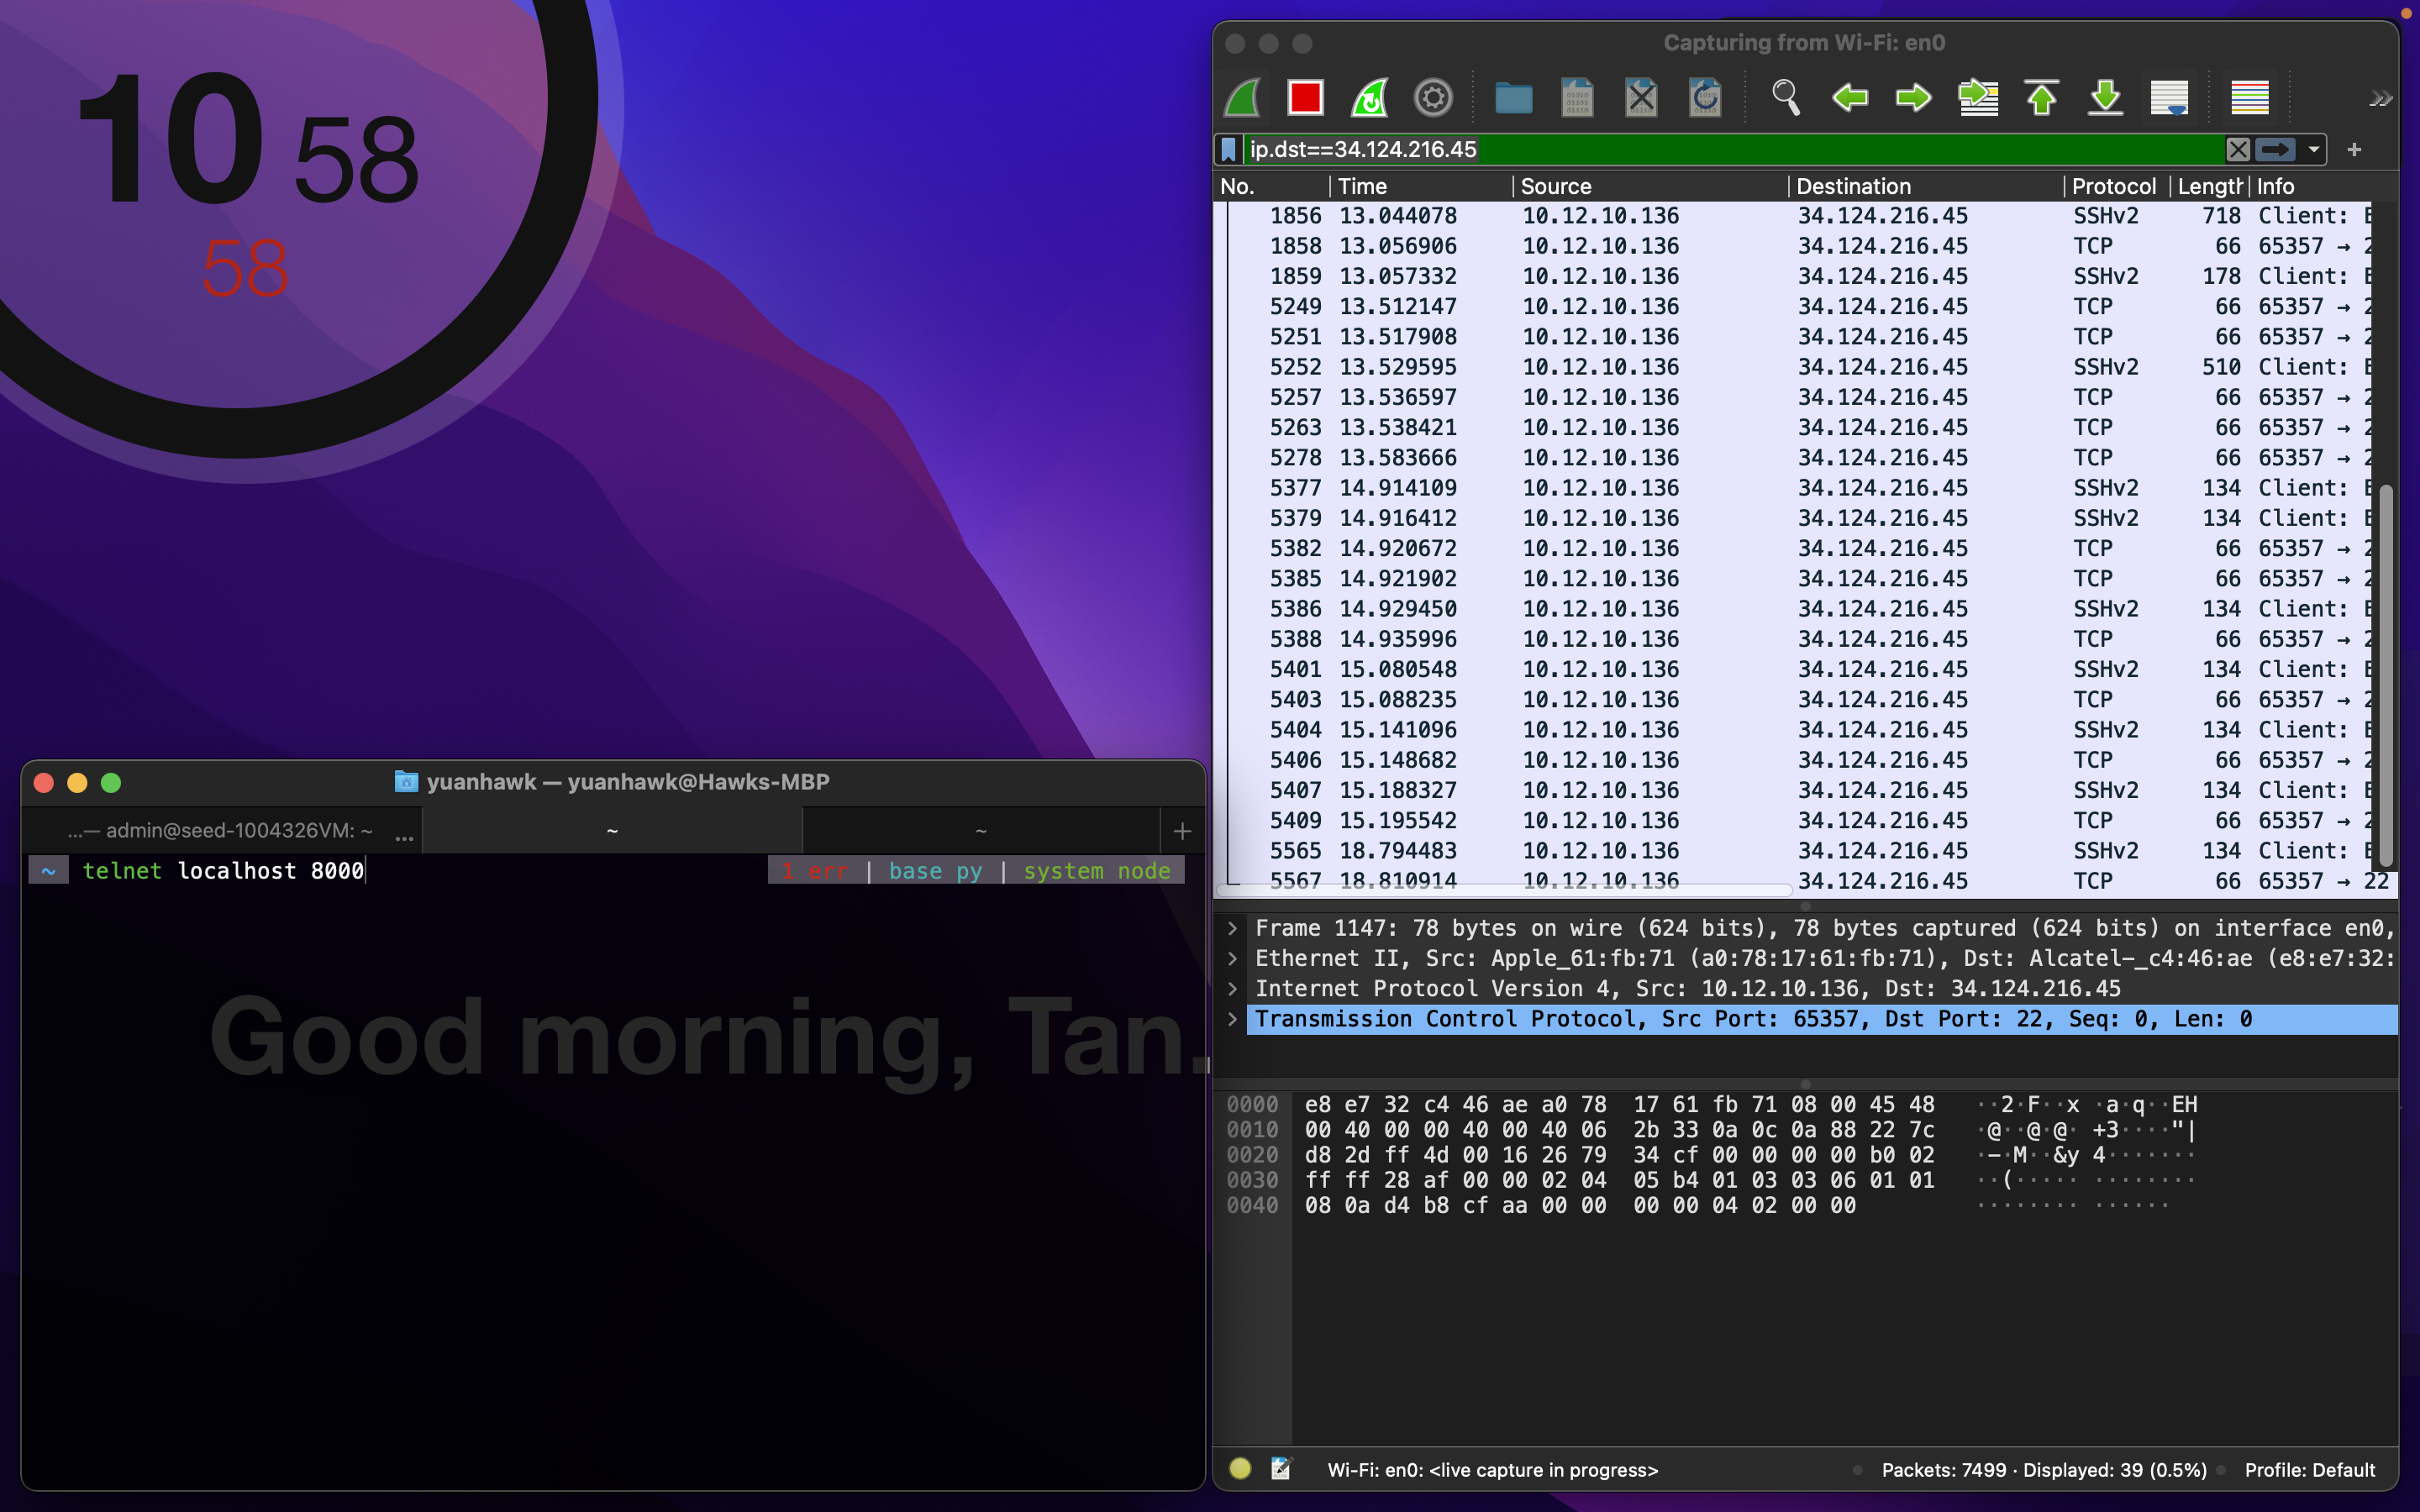 10 58
58
Capturing from Wi-Fi: en0
ip.dst==34.124.216.45
No. Time Source Destination Protocol Length Info
1856 13.044078 10.12.10.136 34.124.216.45 SSHv2 718 Client: E
1858 13.056906 10.12.10.136 34.124.216.45 TCP 66 65357 → 2
1859 13.057332 10.12.10.136 34.124.216.45 SSHv2 178 Client: E
5249 13.512147 10.12.10.136 34.124.216.45 TCP 66 65357 → 2
5251 13.517908 10.12.10.136 34.124.216.45 TCP 66 65357 → 2
5252 13.529595 10.12.10.136 34.124.216.45 SSHv2 510 Client: E
5257 13.536597 10.12.10.136 34.124.216.45 TCP 66 65357 → 2
5263 13.538421 10.12.10.136 34.124.216.45 TCP 66 65357 → 2
5278 13.583666 10.12.10.136 34.124.216.45 TCP 66 65357 → 2
5377 14.914109 10.12.10.136 34.124.216.45 SSHv2 134 Client: E
5379 14.916412 10.12.10.136 34.124.216.45 SSHv2 134 Client: E
5382 14.920672 10.12.10.136 34.124.216.45 TCP 66 65357 → 2
5385 14.921902 10.12.10.136 34.124.216.45 TCP 66 65357 → 2
5386 14.929450 10.12.10.136 34.124.216.45 SSHv2 134 Client: E
5388 14.935996 10.12.10.136 34.124.216.45 TCP 66 65357 → 2
5401 15.080548 10.12.10.136 34.124.216.45 SSHv2 134 Client: E
5403 15.088235 10.12.10.136 34.124.216.45 TCP 66 65357 → 2
5404 15.141096 10.12.10.136 34.124.216.45 SSHv2 134 Client: E
5406 15.148682 10.12.10.136 34.124.216.45 TCP 66 65357 → 2
5407 15.188327 10.12.10.136 34.124.216.45 SSHv2 134 Client: E
5409 15.195542 10.12.10.136 34.124.216.45 TCP 66 65357 → 2
5565 18.794483 10.12.10.136 34.124.216.45 SSHv2 134 Client: E
5567 18.810914 10.12.10.136 34.124.216.45 TCP 66 65357 → 22
Frame 1147: 78 bytes on wire (624 bits), 78 bytes captured (624 bits) on interface en0,
Ethernet II, Src: Apple_61:fb:71 (a0:78:17:61:fb:71), Dst: Alcatel-_c4:46:ae (e8:e7:32:
Internet Protocol Version 4, Src: 10.12.10.136, Dst: 34.124.216.45
Transmission Control Protocol, Src Port: 65357, Dst Port: 22, Seq: 0, Len: 0
0000 e8 e7 32 c4 46 ae a0 78 17 61 fb 71 08 00 45 48 ··2·F··x ·a·q··EH
0010 00 40 00 00 40 00 40 06 2b 33 0a 0c 0a 88 22 7c ·@··@·@· +3····"|
0020 d8 2d ff 4d 00 16 26 79 34 cf 00 00 00 00 b0 02 ·-·M··&y 4·······
0030 ff ff 28 af 00 00 02 04 05 b4 01 03 03 06 01 01 ··(····· ········
0040 08 0a d4 b8 cf aa 00 00 00 00 04 02 00 00 ········ ······
Wi-Fi: en0: <live capture in progress> Packets: 7499 · Displayed: 39 (0.5%) Profile: Default
yuanhawk — yuanhawk@Hawks-MBP
...— admin@seed-1004326VM: ~ ... ~ ~ +
~ telnet localhost 8000 1 err | base py | system node
Good morning, Tan.